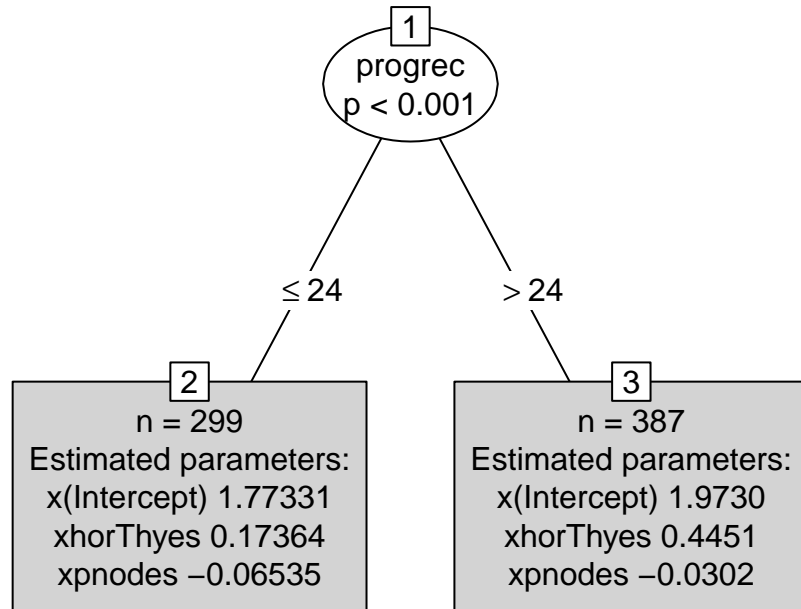 1
progrec
p < 0.001
≤ 24
> 24
2
n = 299
Estimated parameters:
x(Intercept) 1.77331
xhorThyes 0.17364
xpnodes −0.06535
3
n = 387
Estimated parameters:
x(Intercept) 1.9730
xhorThyes 0.4451
xpnodes −0.0302